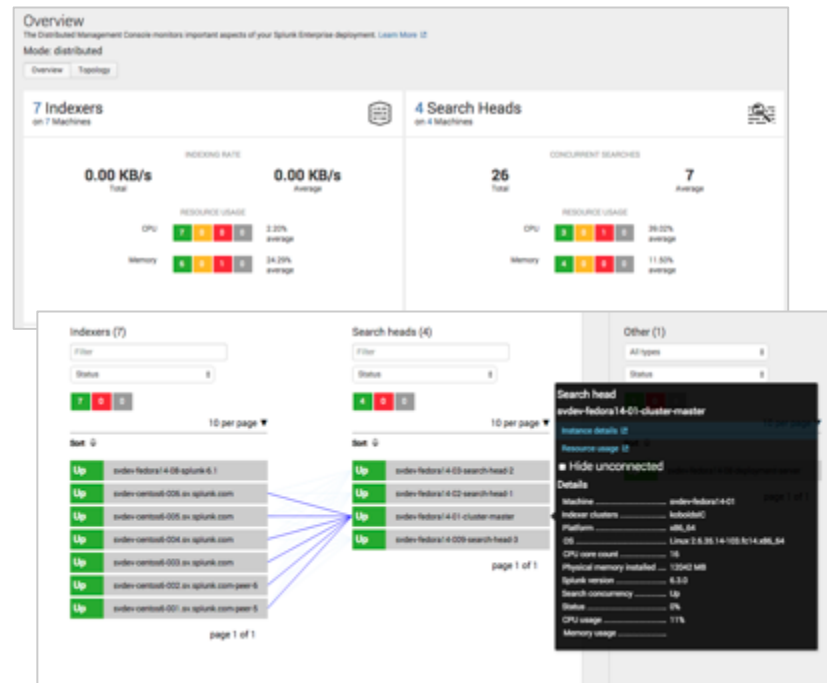 Overview
The Distributed Management Console monitors important aspects of your Splunk Enterprise deployment. Learn More
Mode: distributed
Overview Topology
7 Indexers
on 7 Machines
INDEXING RATE
0.00 KB/s 0.00 KB/s
Total Average
RESOURCE USAGE
CPU 7 0 0 0 2.20% average
Memory 6 0 1 0 24.29% average
4 Search Heads
on 4 Machines
CONCURRENT SEARCHES
26 7
Total Average
RESOURCE USAGE
CPU 3 0 1 0 39.02% average
Memory 4 0 0 0 11.50% average
Indexers (7)
Filter
Status
7 0 0
10 per page ▼
Sort
Up svdev-fedora14-08-splunk-6.1
Up svdev-centos6-006.sv.splunk.com
Up svdev-centos6-005.sv.splunk.com
Up svdev-centos6-004.sv.splunk.com
Up svdev-centos6-003.sv.splunk.com
Up svdev-centos6-002.sv.splunk.com-peer-6
Up svdev-centos6-001.sv.splunk.com-peer-5
page 1 of 1
Search heads (4)
Filter
Status
4 0 0
10 per page ▼
Sort
Up svdev-fedora14-03-search-head-2
Up svdev-fedora14-02-search-head-1
Up svdev-fedora14-01-cluster-master
Up svdev-fedora14-009-search-head-3
page 1 of 1
Other (1)
All types
Status
Search head
svdev-fedora14-01-cluster-master
Instance details
Resource usage
Hide unconnected
Details
Machine svdev-fedora14-01
Indexer clusters
Platform x86_64
OS Linux 2.6.35.14-103.fc14.x86_64
CPU core count 16
Physical memory installed 12042 MB
Splunk version 6.3.0
Search concurrency Up
Status 0%
CPU usage 11%
Memory usage
page 1 of 1